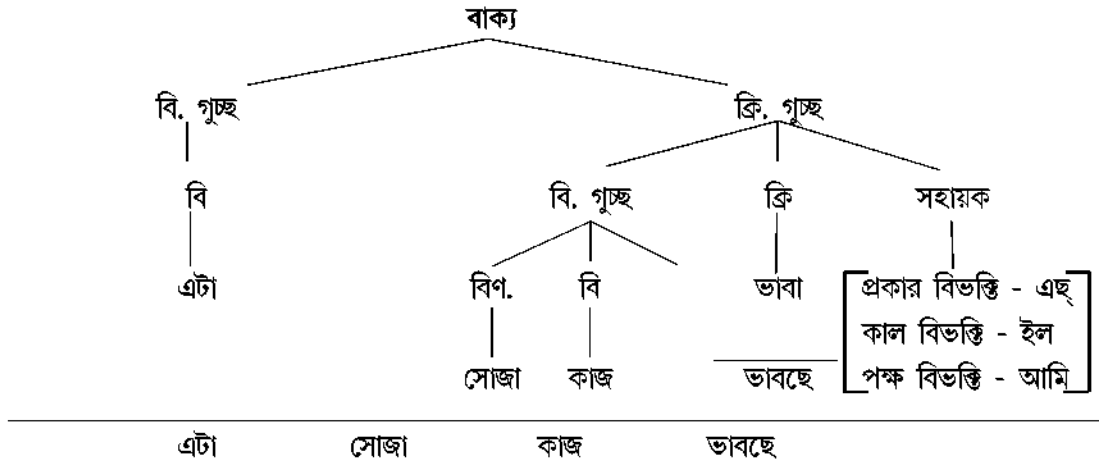 বাক্য
বি. গুচ্ছ ক্রি. গুচ্ছ
বি বি. গুচ্ছ ক্রি সহায়ক
এটা বিণ. বি ভাবা প্রকার বিভক্তি - এছ্
কাল বিভক্তি - ইল
সোজা কাজ ভাবছে পক্ষ বিভক্তি - আমি
এটা সোজা কাজ ভাবছে